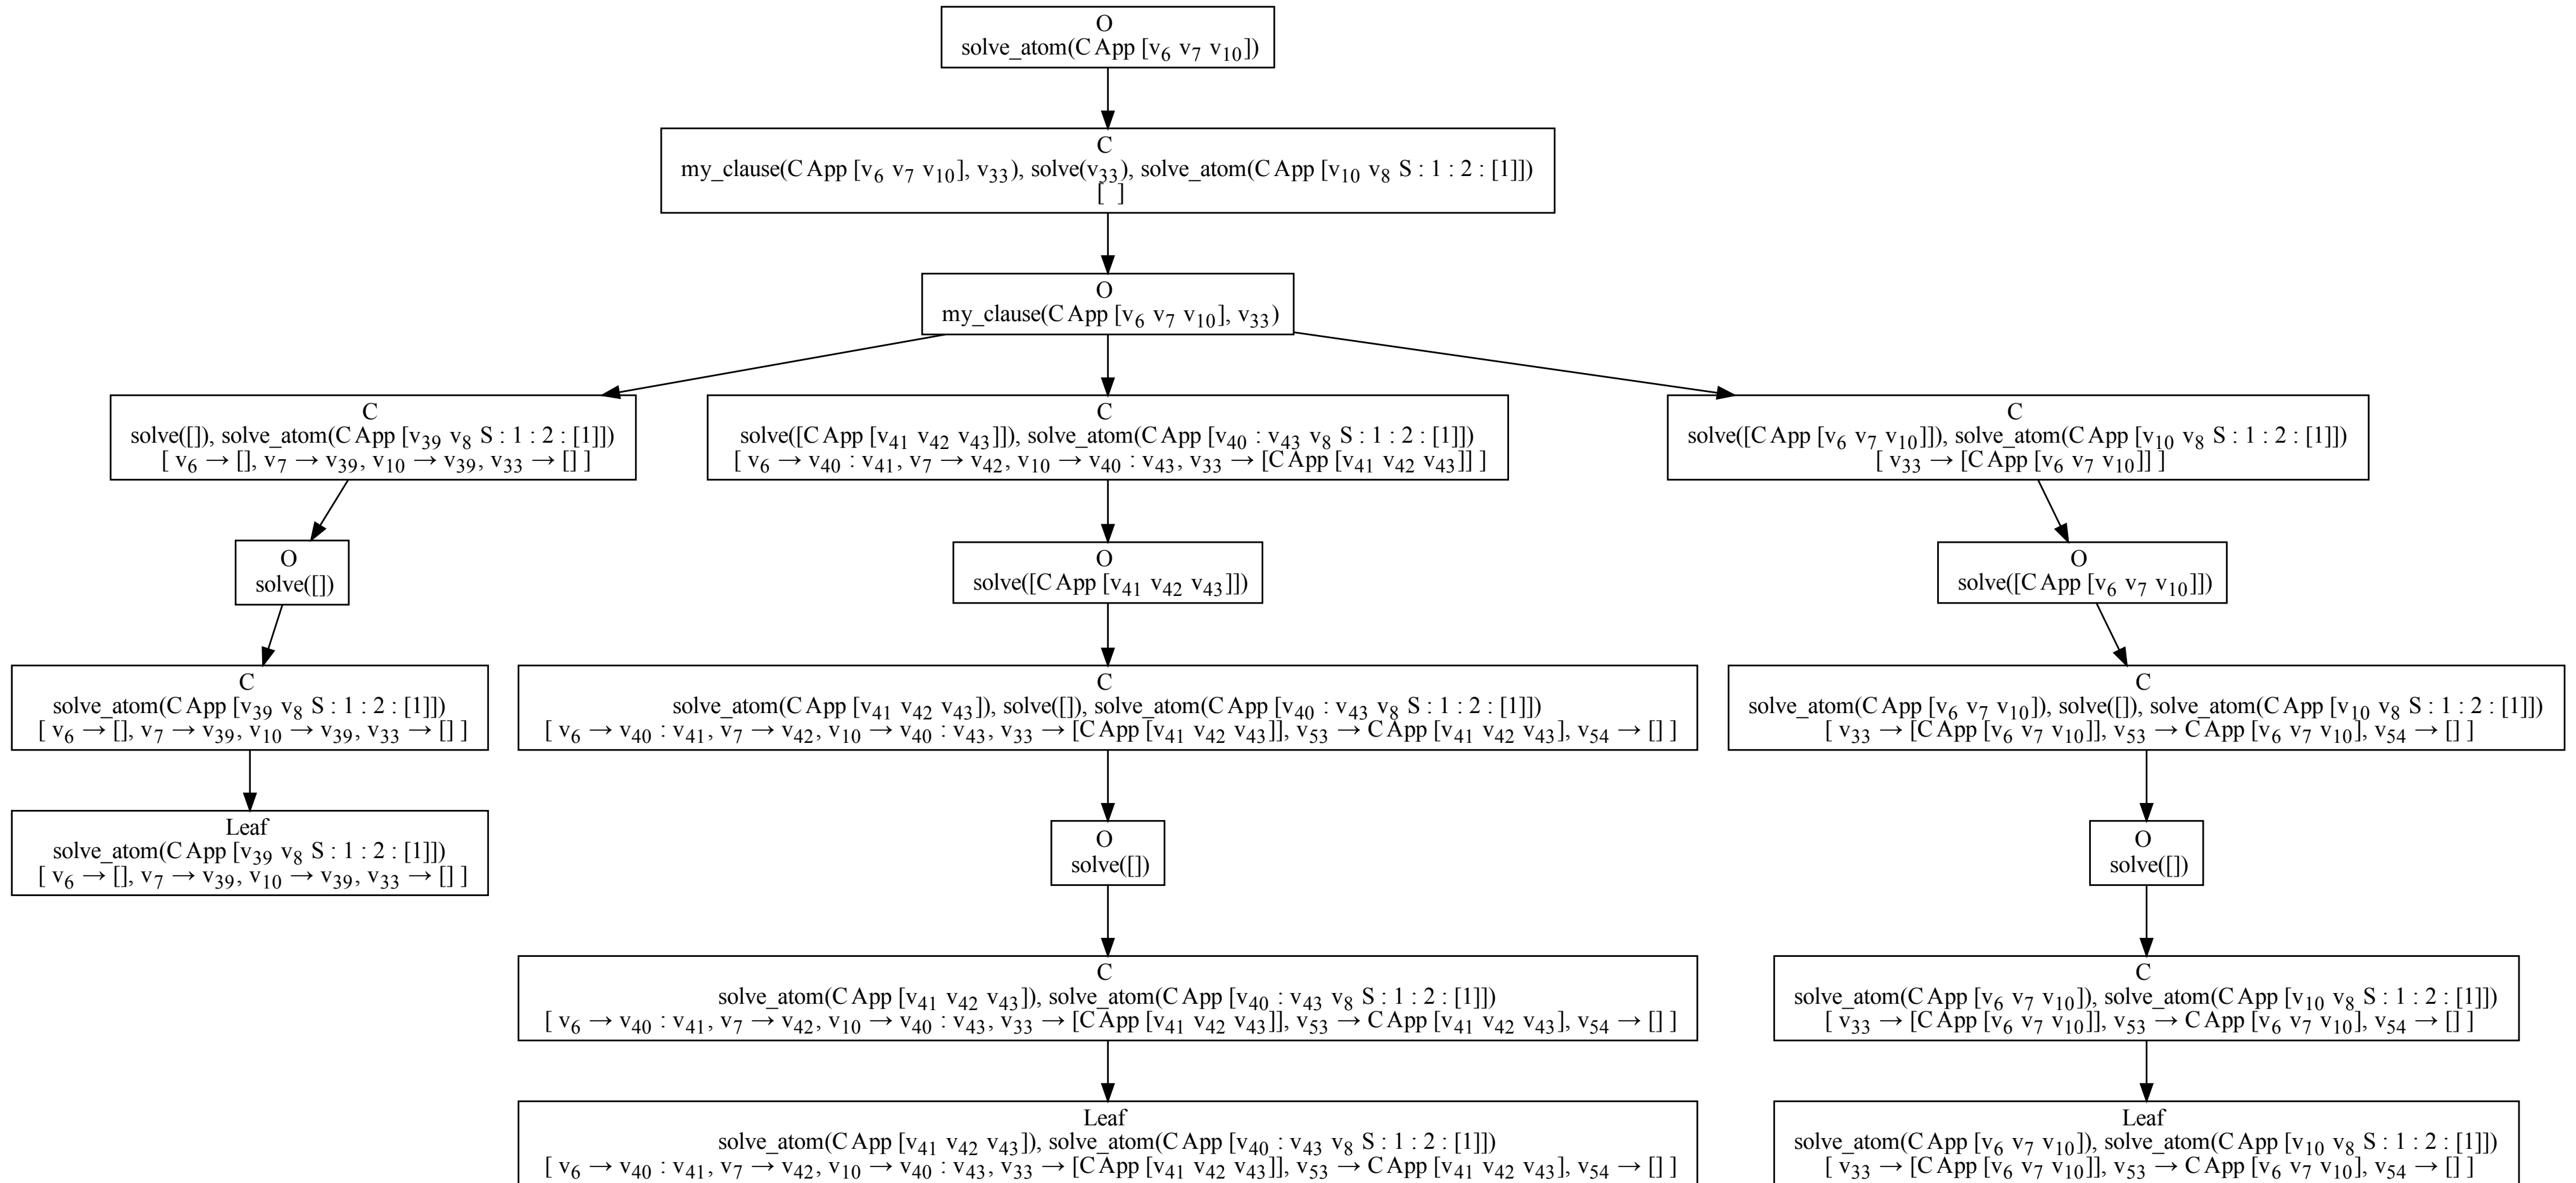 O
solve_atom(C App [v₆ v₇ v₁₀])
C
my_clause(C App [v₆ v₇ v₁₀], v₃₃), solve(v₃₃), solve_atom(C App [v₁₀ v₈ S : 1 : 2 : [1]])
[ ]
O
my_clause(C App [v₆ v₇ v₁₀], v₃₃)
C
solve([]), solve_atom(C App [v₃₉ v₈ S : 1 : 2 : [1]])
[ v₆ → [], v₇ → v₃₉, v₁₀ → v₃₉, v₃₃ → [] ]
C
solve([C App [v₄₁ v₄₂ v₄₃]]), solve_atom(C App [v₄₀ : v₄₃ v₈ S : 1 : 2 : [1]])
[ v₆ → v₄₀ : v₄₁, v₇ → v₄₂, v₁₀ → v₄₀ : v₄₃, v₃₃ → [C App [v₄₁ v₄₂ v₄₃]] ]
C
solve([C App [v₆ v₇ v₁₀]]), solve_atom(C App [v₁₀ v₈ S : 1 : 2 : [1]])
[ v₃₃ → [C App [v₆ v₇ v₁₀]] ]
O
solve([])
O
solve([C App [v₄₁ v₄₂ v₄₃]])
O
solve([C App [v₆ v₇ v₁₀]])
C
solve_atom(C App [v₃₉ v₈ S : 1 : 2 : [1]])
[ v₆ → [], v₇ → v₃₉, v₁₀ → v₃₉, v₃₃ → [] ]
C
solve_atom(C App [v₄₁ v₄₂ v₄₃]), solve([]), solve_atom(C App [v₄₀ : v₄₃ v₈ S : 1 : 2 : [1]])
[ v₆ → v₄₀ : v₄₁, v₇ → v₄₂, v₁₀ → v₄₀ : v₄₃, v₃₃ → [C App [v₄₁ v₄₂ v₄₃]], v₅₃ → C App [v₄₁ v₄₂ v₄₃], v₅₄ → [] ]
C
solve_atom(C App [v₆ v₇ v₁₀]), solve([]), solve_atom(C App [v₁₀ v₈ S : 1 : 2 : [1]])
[ v₃₃ → [C App [v₆ v₇ v₁₀]], v₅₃ → C App [v₆ v₇ v₁₀], v₅₄ → [] ]
Leaf
solve_atom(C App [v₃₉ v₈ S : 1 : 2 : [1]])
[ v₆ → [], v₇ → v₃₉, v₁₀ → v₃₉, v₃₃ → [] ]
O
solve([])
O
solve([])
C
solve_atom(C App [v₄₁ v₄₂ v₄₃]), solve_atom(C App [v₄₀ : v₄₃ v₈ S : 1 : 2 : [1]])
[ v₆ → v₄₀ : v₄₁, v₇ → v₄₂, v₁₀ → v₄₀ : v₄₃, v₃₃ → [C App [v₄₁ v₄₂ v₄₃]], v₅₃ → C App [v₄₁ v₄₂ v₄₃], v₅₄ → [] ]
C
solve_atom(C App [v₆ v₇ v₁₀]), solve_atom(C App [v₁₀ v₈ S : 1 : 2 : [1]])
[ v₃₃ → [C App [v₆ v₇ v₁₀]], v₅₃ → C App [v₆ v₇ v₁₀], v₅₄ → [] ]
Leaf
solve_atom(C App [v₄₁ v₄₂ v₄₃]), solve_atom(C App [v₄₀ : v₄₃ v₈ S : 1 : 2 : [1]])
[ v₆ → v₄₀ : v₄₁, v₇ → v₄₂, v₁₀ → v₄₀ : v₄₃, v₃₃ → [C App [v₄₁ v₄₂ v₄₃]], v₅₃ → C App [v₄₁ v₄₂ v₄₃], v₅₄ → [] ]
Leaf
solve_atom(C App [v₆ v₇ v₁₀]), solve_atom(C App [v₁₀ v₈ S : 1 : 2 : [1]])
[ v₃₃ → [C App [v₆ v₇ v₁₀]], v₅₃ → C App [v₆ v₇ v₁₀], v₅₄ → [] ]